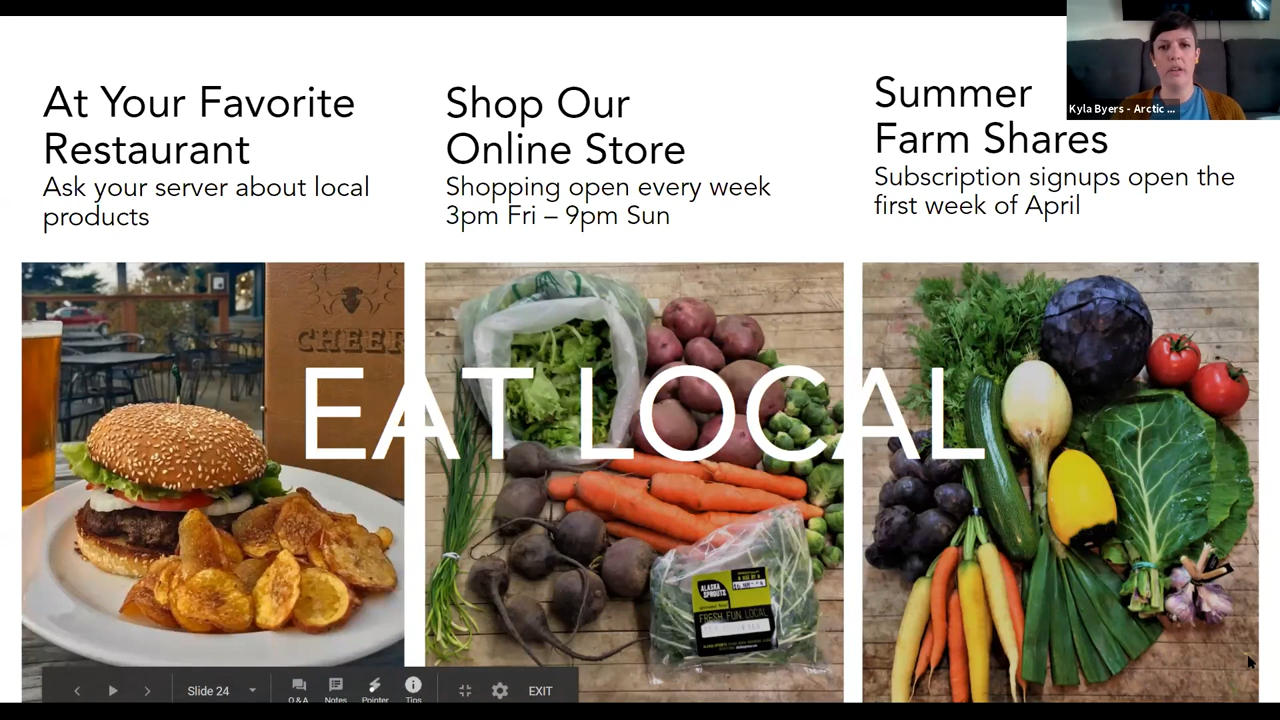 At Your Favorite
Restaurant
Ask your server about local
products
Shop Our
Online Store
Shopping open every week
3pm Fri – 9pm Sun
Summer
Farm Shares
Subscription signups open the
first week of April
Kyla Byers - Arctic ...
CHEER
EAT LOCAL
ALASKA
SPROUTS
FRESH FUN LOCAL
Slide 24
Q & A
Notes
Pointer
Tips
EXIT